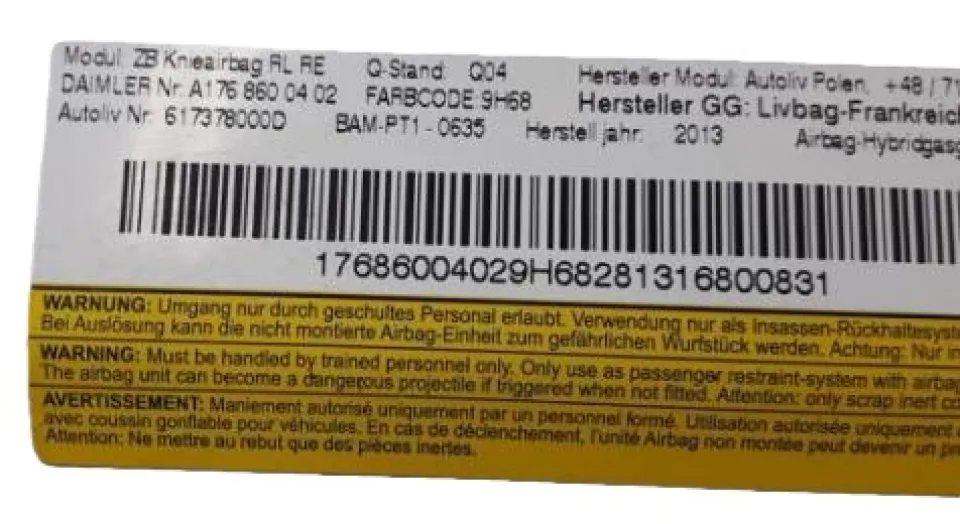 Modul: ZB Knieairbag RL RE Q-Stand: Q04 Hersteller Modul: Autoliv Polen, +48 / 71
DAIMLER Nr: A176 860 04 02 FARBCODE: 9H68 Hersteller GG: Livbag-Frankreich
Autoliv Nr: 617378000D BAM-PT1-0635 Herstelljahr: 2013 Airbag-Hybridgasg
17686004029H68281316800831
WARNUNG: Umgang nur durch geschultes Personal erlaubt. Verwendung nur als Insassen-Rückhaltesyste
Bei Auslösung kann die nicht montierte Airbag-Einheit zum gefährlichen Wurfstück werden. Achtung: Nur in
WARNING: Must be handled by trained personnel only. Only use as passenger restraint-system with airbag
The airbag unit can become a dangerous projectile if triggered when not fitted. Attention: only scrap inert co
AVERTISSEMENT: Maniement autorisé uniquement par un personnel formé. Utilisation autorisée uniquement
avec coussin gonflable pour véhicules. En cas de déclenchement, l'unité Airbag non montée peut devenir un pr
Attention: Ne mettre au rebut que des pièces inertes.